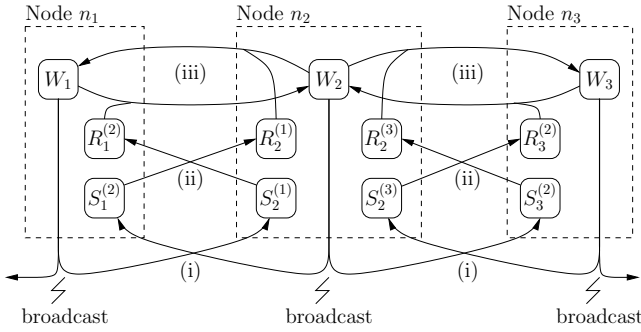 Node n₁ Node n₂ Node n₃
W₁ (iii) W₂ (iii) W₃
R₁⁽²⁾ R₂⁽¹⁾ R₂⁽³⁾ R₃⁽²⁾
(ii) (ii)
S₁⁽²⁾ S₂⁽¹⁾ S₂⁽³⁾ S₃⁽²⁾
(i) (i)
broadcast broadcast broadcast